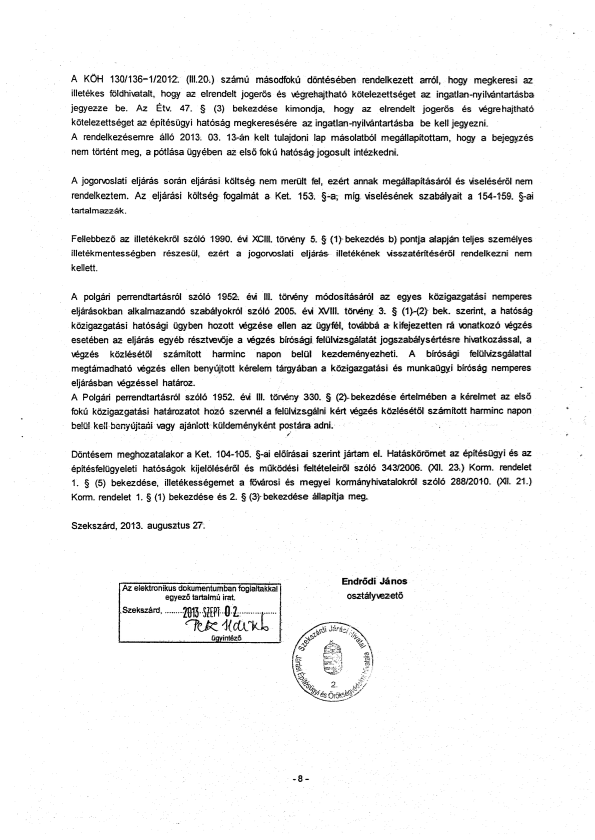 A KÖH 130/136-1/2012. (III.20.) számú másodfokú döntésében rendelkezett arról, hogy megkeresi az
illetékes földhivatalt, hogy az elrendelt jogerős és végrehajtható kötelezettséget az ingatlan-nyilvántartásba
jegyezze be. Az Étv. 47. § (3) bekezdése kimondja, hogy az elrendelt jogerős és végrehajtható
kötelezettséget az építésügyi hatóság megkeresésére az ingatlan-nyilvántartásba be kell jegyezni.
A rendelkezésemre álló 2013. 03. 13-án kelt tulajdoni lap másolatból megállapítottam, hogy a bejegyzés
nem történt meg, a pótlása ügyében az első fokú hatóság jogosult intézkedni.
A jogorvoslati eljárás során eljárási költség nem merült fel, ezért annak megállapításáról és viseléséről nem
rendelkeztem. Az eljárási költség fogalmát a Ket. 153. §-a; míg viselésének szabályait a 154-159. §-ai
tartalmazzák.
Fellebbező az illetékekről szóló 1990. évi XCIII. törvény 5. § (1) bekezdés b) pontja alapján teljes személyes
illetékmentességben részesül, ezért a jogorvoslati eljárás illetékének visszatérítéséről rendelkezni nem
kellett.
A polgári perrendtartásról szóló 1952. évi III. törvény módosításáról az egyes közigazgatási nemperes
eljárásokban alkalmazandó szabályokról szóló 2005. évi XVIII. törvény 3. § (1)-(2) bek. szerint, a hatóság
közigazgatási hatósági ügyben hozott végzése ellen az ügyfél, továbbá a kifejezetten rá vonatkozó végzés
esetében az eljárás egyéb résztvevője a végzés bírósági felülvizsgálatát jogszabálysértésre hivatkozással, a
végzés közlésétől számított harminc napon belül kezdeményezheti. A bírósági felülvizsgálattal
megtámadható végzés ellen benyújtott kérelem tárgyában a közigazgatási és munkaügyi bíróság nemperes
eljárásban végzéssel határoz.
A Polgári perrendtartásról szóló 1952. évi III. törvény 330. § (2) bekezdése értelmében a kérelmet az első
fokú közigazgatási határozatot hozó szervnél a felülvizsgálni kért végzés közlésétől számított harminc napon
belül kell benyújtani vagy ajánlott küldeményként postára adni.
Döntésem meghozatalakor a Ket. 104-105. §-ai előírásai szerint jártam el. Hatáskörömet az építésügyi és az
építésfelügyeleti hatóságok kijelöléséről és működési feltételeiről szóló 343/2006. (XII. 23.) Korm. rendelet
1. § (5) bekezdése, illetékességemet a fővárosi és megyei kormányhivatalokról szóló 288/2010. (XII. 21.)
Korm. rendelet 1. § (1) bekezdés és 2. § (3) bekezdése állapítja meg.
Szekszárd, 2013. augusztus 27.
Endrődi János
osztályvezető
Az elektronikus dokumentumban foglaltakkal
egyező tartalmú irat.
Szekszárd, 2013 SZEPT 02.
ügyintéző
Szekszárdi Járási Hivatal
Járási Építésügyi és Örökségvédelmi
2.
- 8 -